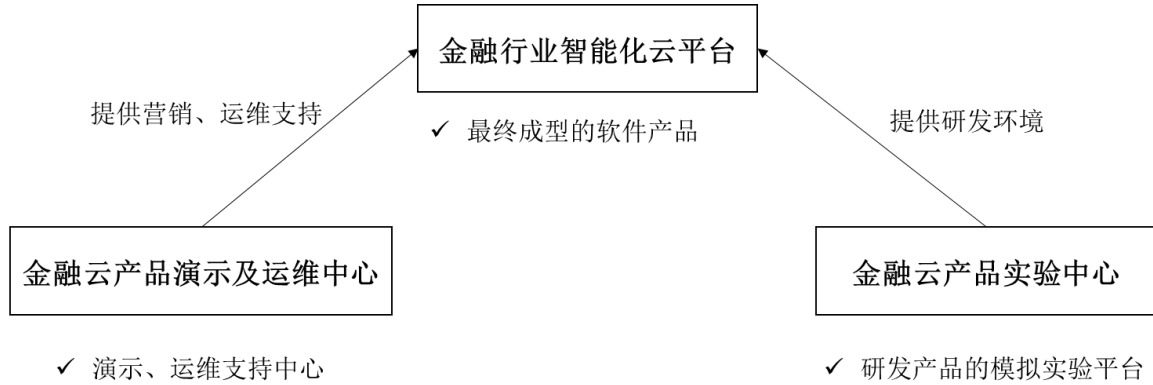 金融行业智能化云平台
提供营销、运维支持
提供研发环境
✓ 最终成型的软件产品
金融云产品演示及运维中心
金融云产品实验中心
✓ 演示、运维支持中心
✓ 研发产品的模拟实验平台